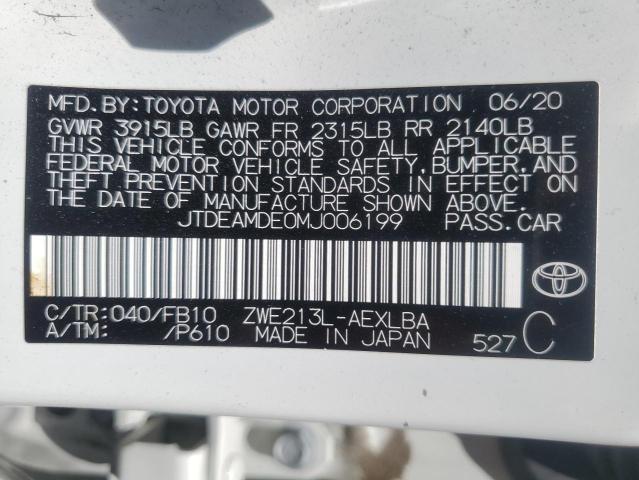 MFD.BY:TOYOTA MOTOR CORPORATION 06/20
GVWR 3915LB GAWR FR 2315LB RR 2140LB
THIS VEHICLE CONFORMS TO ALL APPLICABLE
FEDERAL MOTOR VEHICLE SAFETY,BUMPER,AND
THEFT PREVENTION STANDARDS IN EFFECT ON
THE DATE OF MANUFACTURE SHOWN ABOVE.
JTDEAMDE0MJ006199 PASS.CAR
C/TR:040/FB10 ZWE213L-AEXLBA
A/TM: /P610 MADE IN JAPAN 527 C